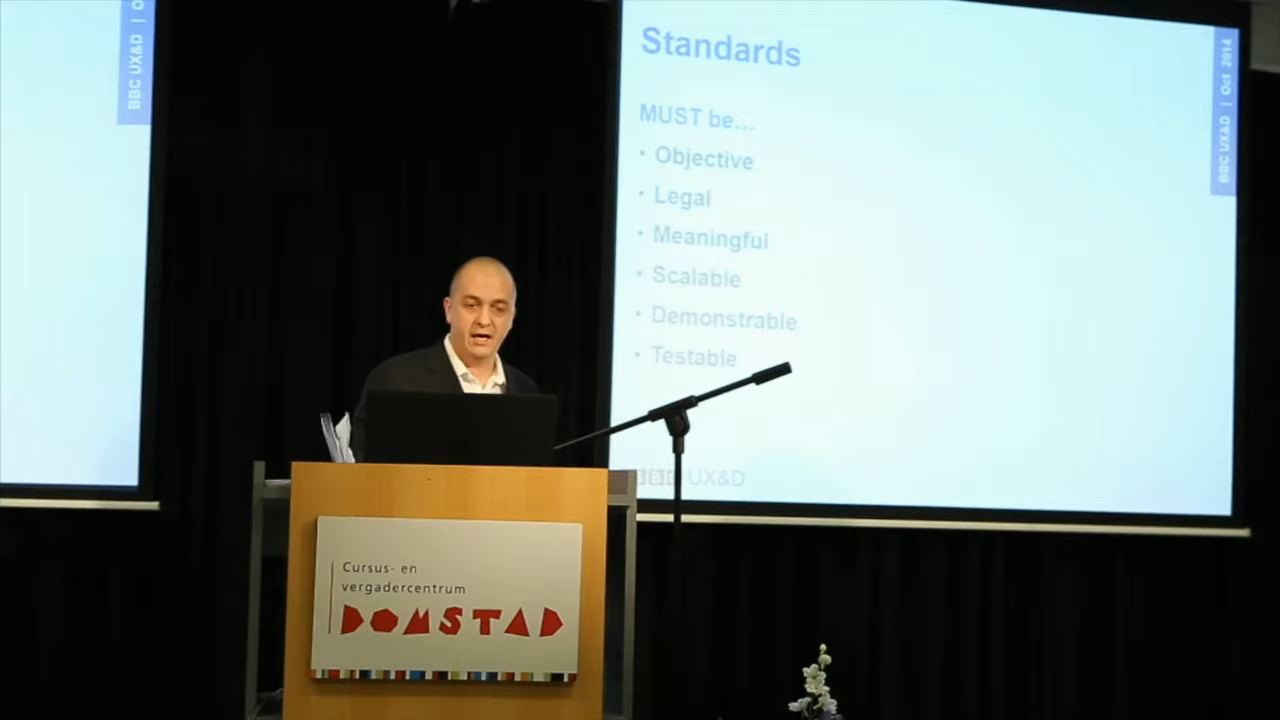 BBC UX&D | O
Standards
MUST be...
• Objective
• Legal
• Meaningful
• Scalable
• Demonstrable
• Testable
BBC UX&D
BBC UX&D | Oct 2014
Cursus- en
vergadercentrum
DOMSTAD